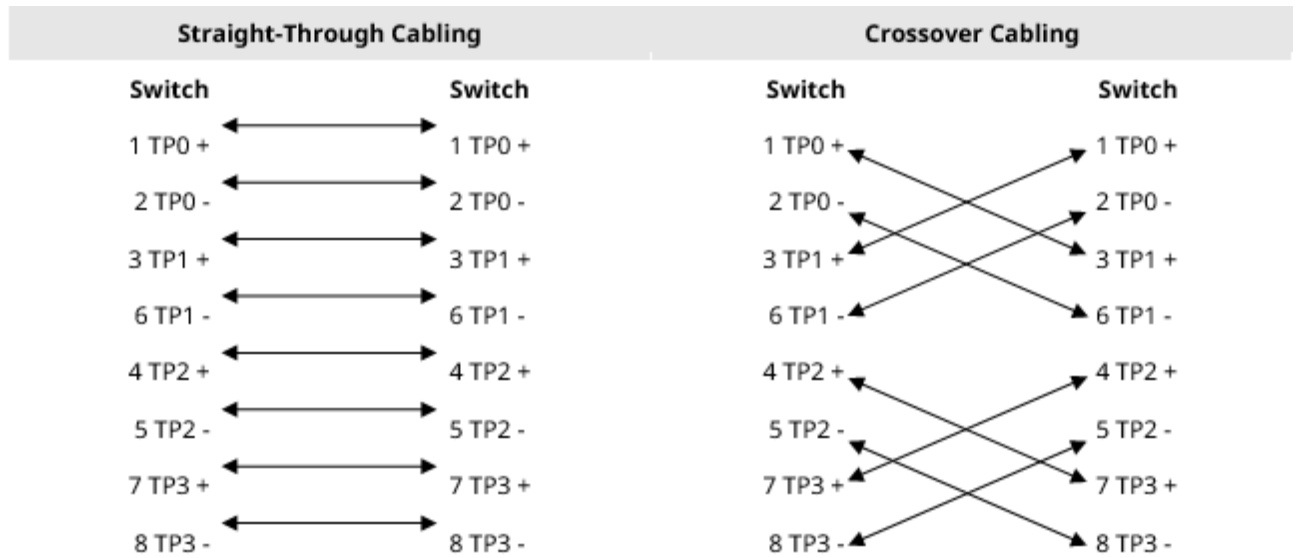 Straight-Through Cabling Crossover Cabling
Switch Switch Switch Switch
1 TP0 + 1 TP0 + 1 TP0 + 1 TP0 +
2 TP0 - 2 TP0 - 2 TP0 - 2 TP0 -
3 TP1 + 3 TP1 + 3 TP1 + 3 TP1 +
6 TP1 - 6 TP1 - 6 TP1 - 6 TP1 -
4 TP2 + 4 TP2 + 4 TP2 + 4 TP2 +
5 TP2 - 5 TP2 - 5 TP2 - 5 TP2 -
7 TP3 + 7 TP3 + 7 TP3 + 7 TP3 +
8 TP3 - 8 TP3 - 8 TP3 - 8 TP3 -